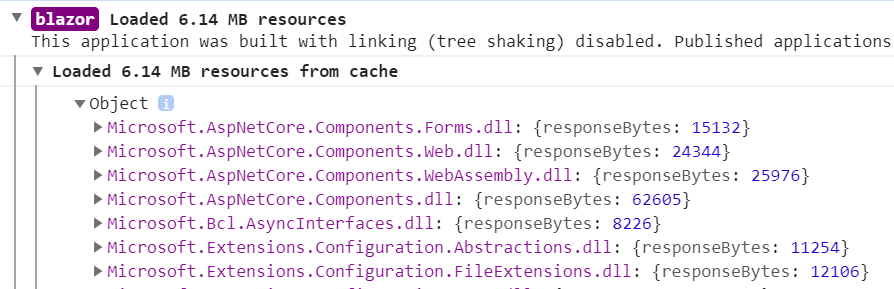 blazor Loaded 6.14 MB resources
This application was built with linking (tree shaking) disabled. Published applications
Loaded 6.14 MB resources from cache
Object i
Microsoft.AspNetCore.Components.Forms.dll: {responseBytes: 15132}
Microsoft.AspNetCore.Components.Web.dll: {responseBytes: 24344}
Microsoft.AspNetCore.Components.WebAssembly.dll: {responseBytes: 25976}
Microsoft.AspNetCore.Components.dll: {responseBytes: 62605}
Microsoft.Bcl.AsyncInterfaces.dll: {responseBytes: 8226}
Microsoft.Extensions.Configuration.Abstractions.dll: {responseBytes: 11254}
Microsoft.Extensions.Configuration.FileExtensions.dll: {responseBytes: 12106}